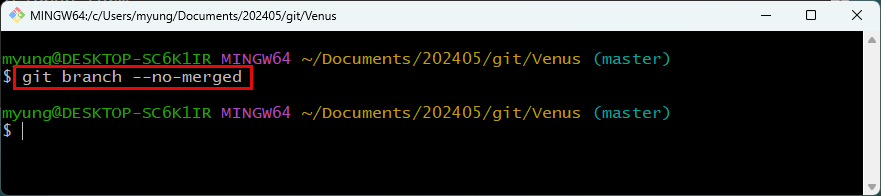 MINGW64:/c/Users/myung/Documents/202405/git/Venus
myung@DESKTOP-SC6K1IR MINGW64 ~/Documents/202405/git/Venus (master)
$ git branch --no-merged
myung@DESKTOP-SC6K1IR MINGW64 ~/Documents/202405/git/Venus (master)
$